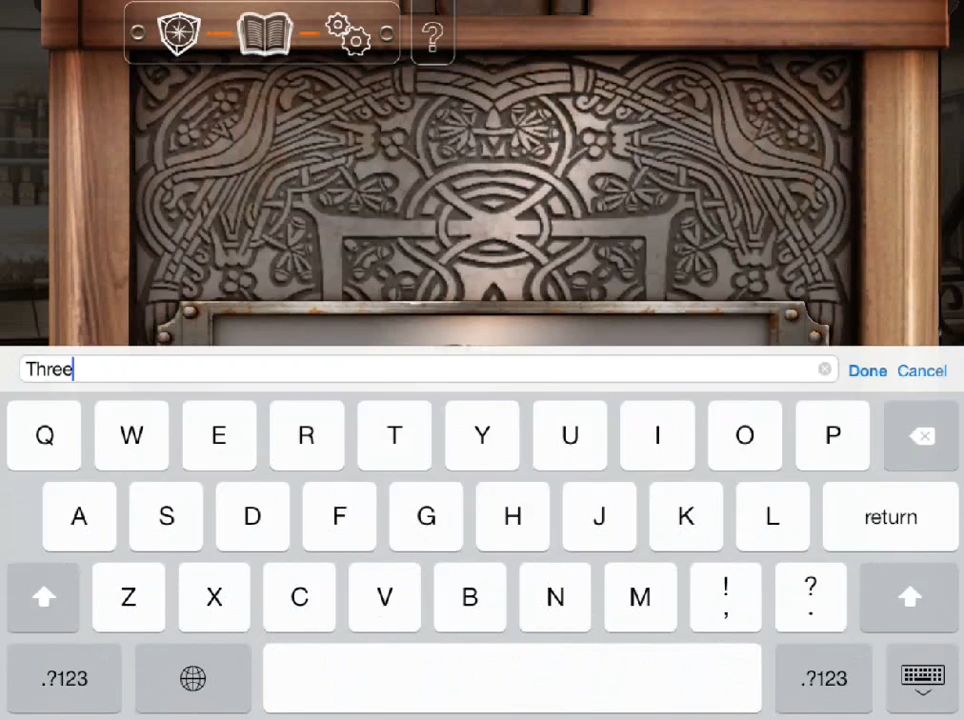 ?
M
Three
Done Cancel
Q W E R T Y U I O P
A S D F G H J K L return
Z X C V B N M ! , ? .
.?123 .?123